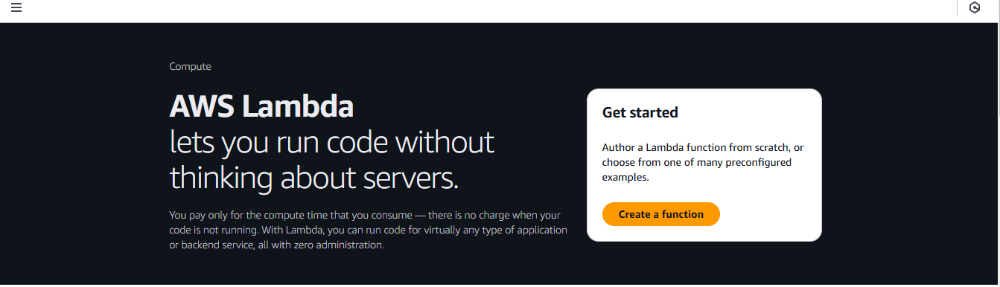 Compute
AWS Lambda
lets you run code without
thinking about servers.
You pay only for the compute time that you consume — there is no charge when your
code is not running. With Lambda, you can run code for virtually any type of application
or backend service, all with zero administration.
Get started
Author a Lambda function from scratch, or
choose from one of many preconfigured
examples.
Create a function